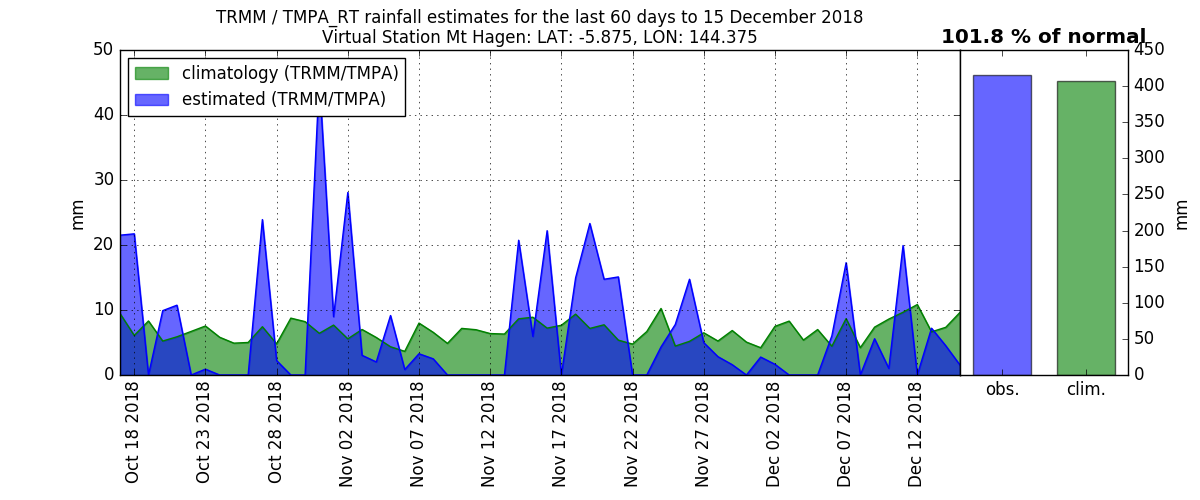 TRMM / TMPA_RT rainfall estimates for the last 60 days to 15 December 2018
Virtual Station Mt Hagen: LAT: -5.875, LON: 144.375
101.8 % of normal
climatology (TRMM/TMPA)
estimated (TRMM/TMPA)
50
40
30
20
10
0
mm
450
400
350
300
250
200
150
100
50
0
mm
obs.
clim.
Oct 18 2018
Oct 23 2018
Oct 28 2018
Nov 02 2018
Nov 07 2018
Nov 12 2018
Nov 17 2018
Nov 22 2018
Nov 27 2018
Dec 02 2018
Dec 07 2018
Dec 12 2018